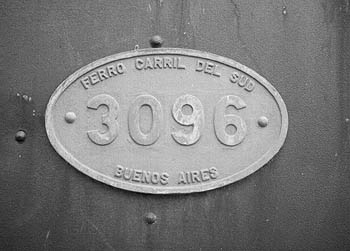 FERRO CARRIL DEL SUD
3096
BUENOS AIRES